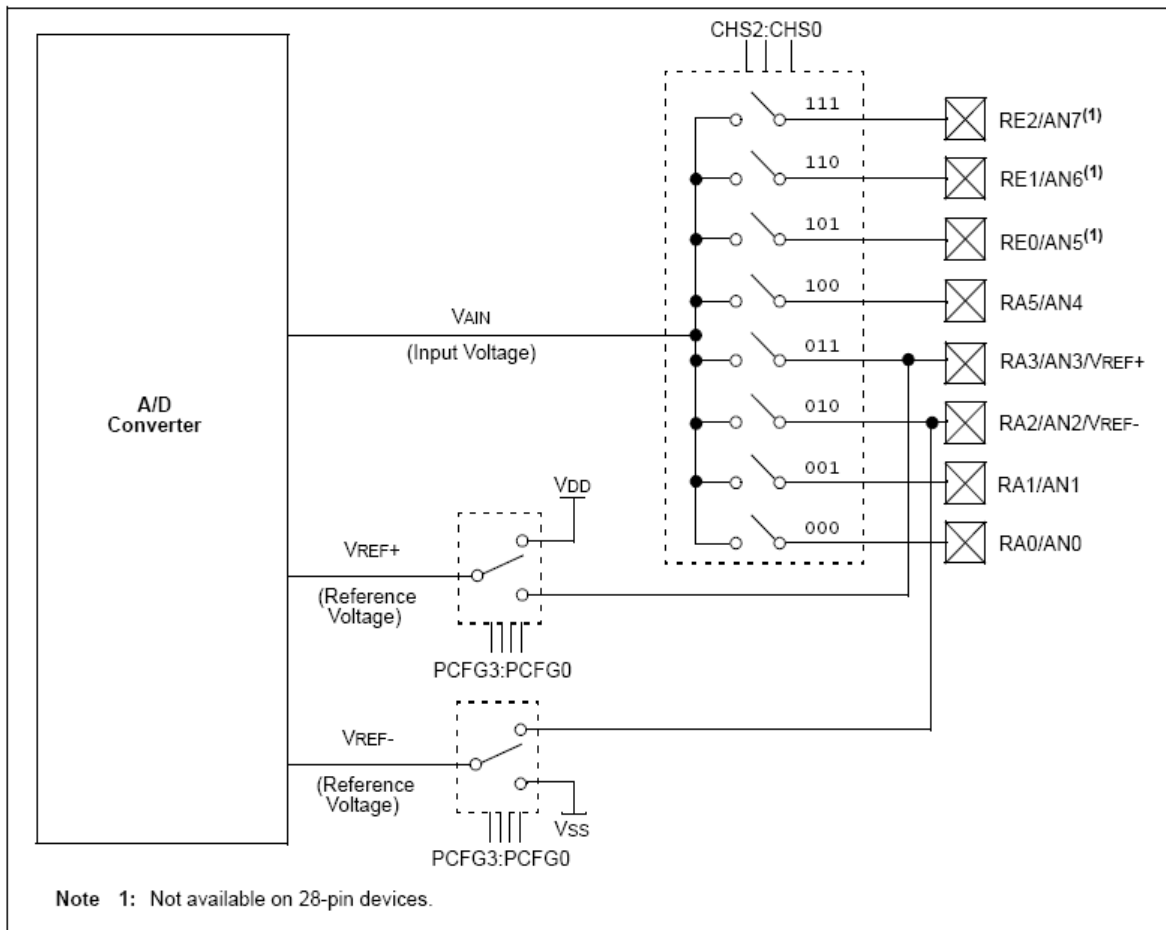 CHS2:CHS0
111
RE2/AN7(1)
110
RE1/AN6(1)
101
RE0/AN5(1)
100
RA5/AN4
VAIN
(Input Voltage)
011
RA3/AN3/VREF+
A/D
Converter
010
RA2/AN2/VREF-
001
RA1/AN1
VDD
000
RA0/AN0
VREF+
(Reference
Voltage)
PCFG3:PCFG0
VREF-
(Reference
Voltage)
VSS
PCFG3:PCFG0
Note 1: Not available on 28-pin devices.